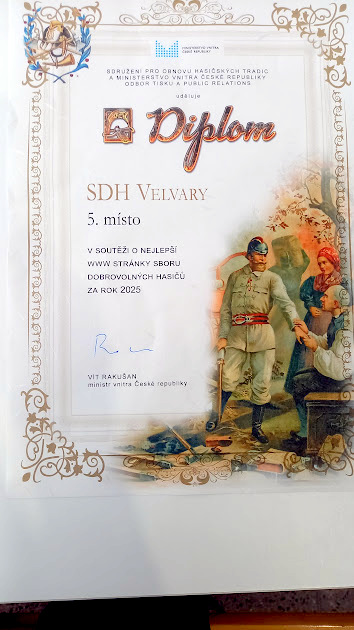 MINISTERSTVO VNITRA
ČESKÉ REPUBLIKY
SDRUŽENÍ PRO OBNOVU HASIČSKÝCH TRADIC
A MINISTERSTVO VNITRA ČESKÉ REPUBLIKY
ODBOR TISKU A PUBLIC RELATIONS
uděluje
Diplom
SDH VELVARY
5. místo
V SOUTĚŽI O NEJLEPŠÍ
WWW STRÁNKY SBORU
DOBROVOLNÝCH HASIČŮ
ZA ROK 2025
VÍT RAKUŠAN
ministr vnitra České republiky